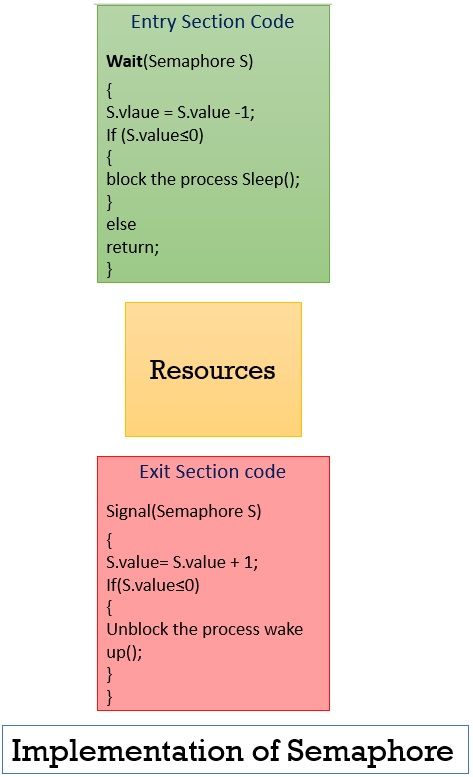 Entry Section Code
Wait(Semaphore S)
{
S.vlaue = S.value -1;
If (S.value≤0)
{
block the process Sleep();
}
else
return;
}
Resources
Exit Section code
Signal(Semaphore S)
{
S.value= S.value + 1;
If(S.value≤0)
{
Unblock the process wake
up();
}
}
Implementation of Semaphore